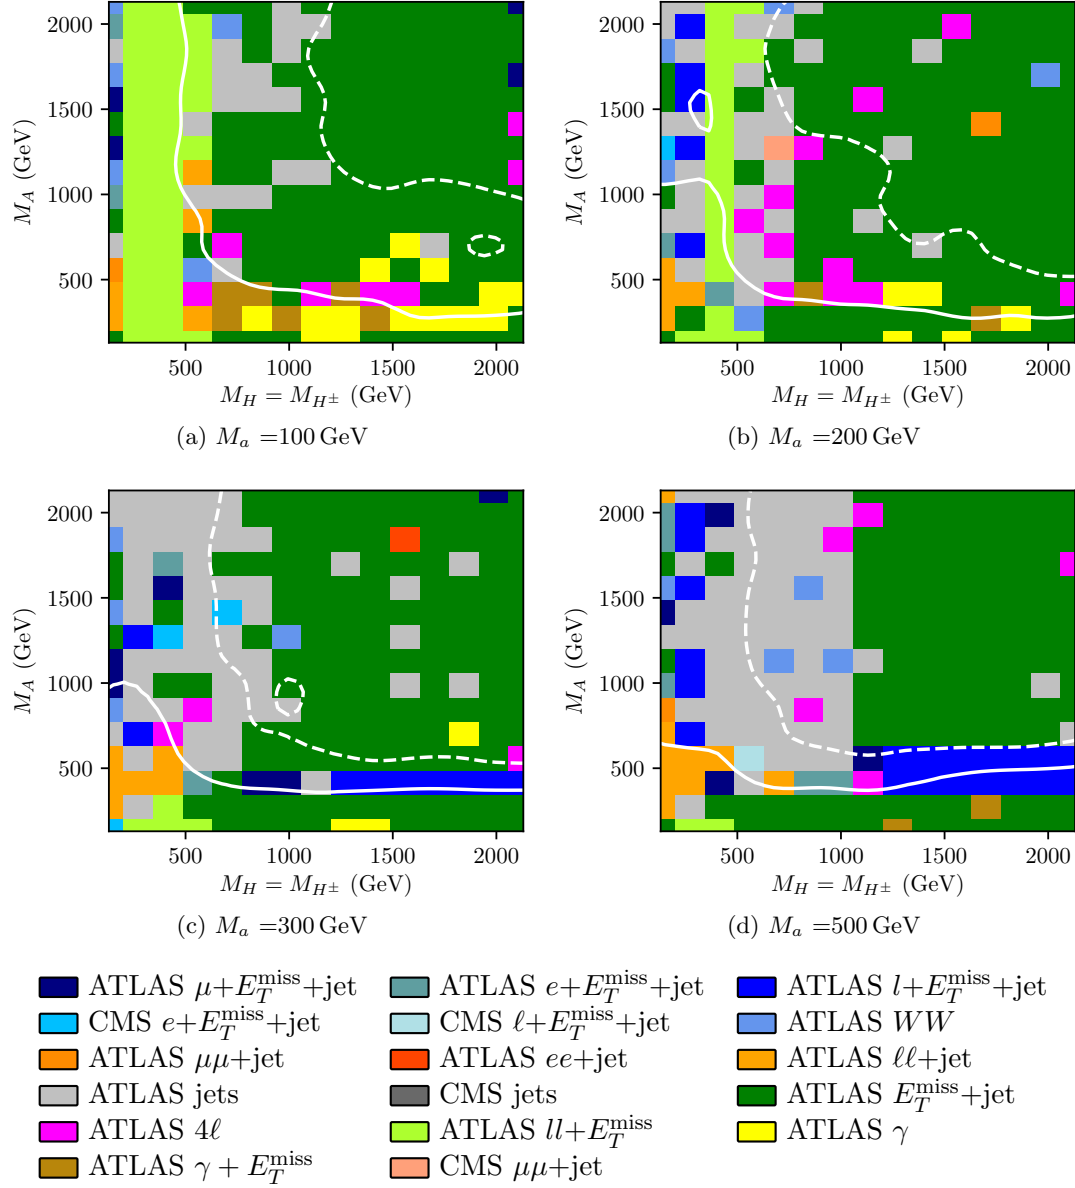 2000
1500
1000
500
M_A (GeV)
500 1000 1500 2000
M_H = M_{H^±} (GeV)
(a) M_a =100 GeV
2000
1500
1000
500
M_A (GeV)
500 1000 1500 2000
M_H = M_{H^±} (GeV)
(b) M_a =200 GeV
2000
1500
1000
500
M_A (GeV)
500 1000 1500 2000
M_H = M_{H^±} (GeV)
(c) M_a =300 GeV
2000
1500
1000
500
M_A (GeV)
500 1000 1500 2000
M_H = M_{H^±} (GeV)
(d) M_a =500 GeV
ATLAS μ+E_T^{miss}+jet ATLAS e+E_T^{miss}+jet ATLAS l+E_T^{miss}+jet
CMS e+E_T^{miss}+jet CMS ℓ+E_T^{miss}+jet ATLAS WW
ATLAS μμ+jet ATLAS ee+jet ATLAS ℓℓ+jet
ATLAS jets CMS jets ATLAS E_T^{miss}+jet
ATLAS 4ℓ ATLAS ll+E_T^{miss} ATLAS γ
ATLAS γ + E_T^{miss} CMS μμ+jet